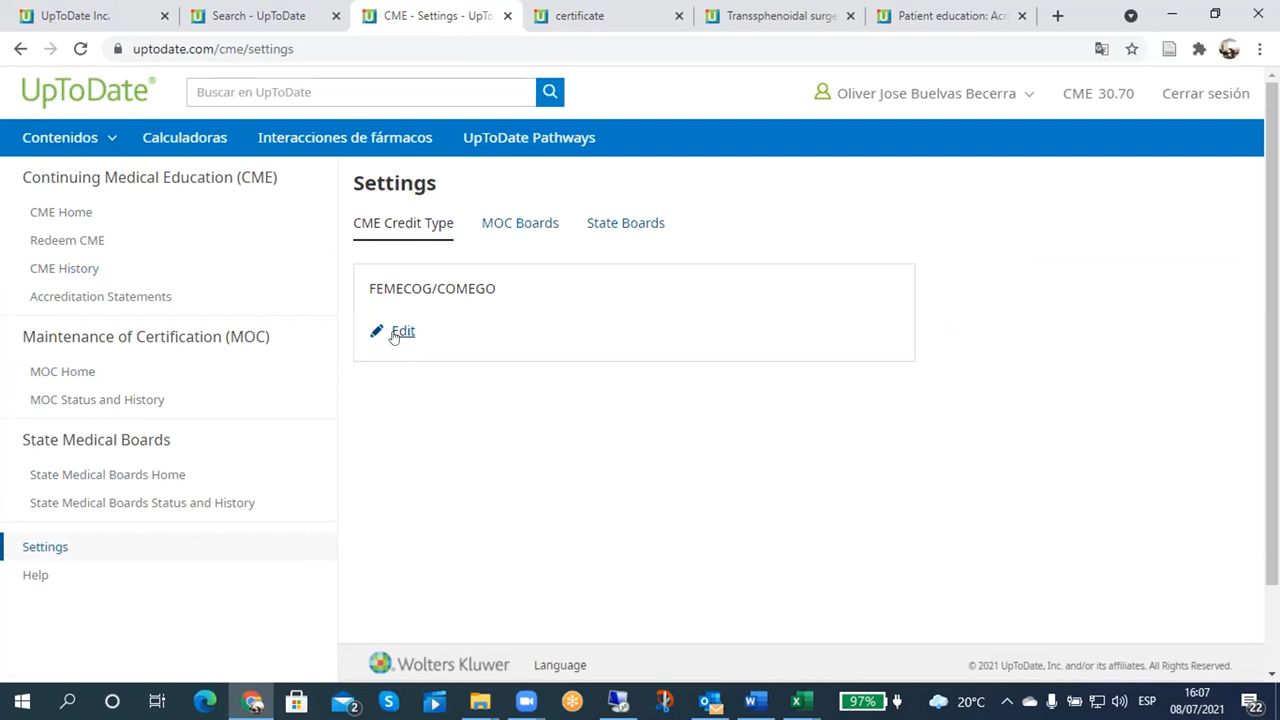 UpToDate Inc.
Search - UpToDate
CME - Settings - UpTo
certificate
Transsphenoidal surge
Patient education: Acr
uptodate.com/cme/settings
UpToDate®
Buscar en UpToDate
Oliver Jose Buelvas Becerra
CME 30.70
Cerrar sesión
Contenidos
Calculadoras
Interacciones de fármacos
UpToDate Pathways
Continuing Medical Education (CME)
CME Home
Redeem CME
CME History
Accreditation Statements
Maintenance of Certification (MOC)
MOC Home
MOC Status and History
State Medical Boards
State Medical Boards Home
State Medical Boards Status and History
Settings
Help
Settings
CME Credit Type
MOC Boards
State Boards
FEMECOG/COMEGO
Edit
Wolters Kluwer
Language
© 2021 UpToDate, Inc. and/or its affiliates. All Rights Reserved.
2
97%
20°C
ESP
16:07
08/07/2021
22